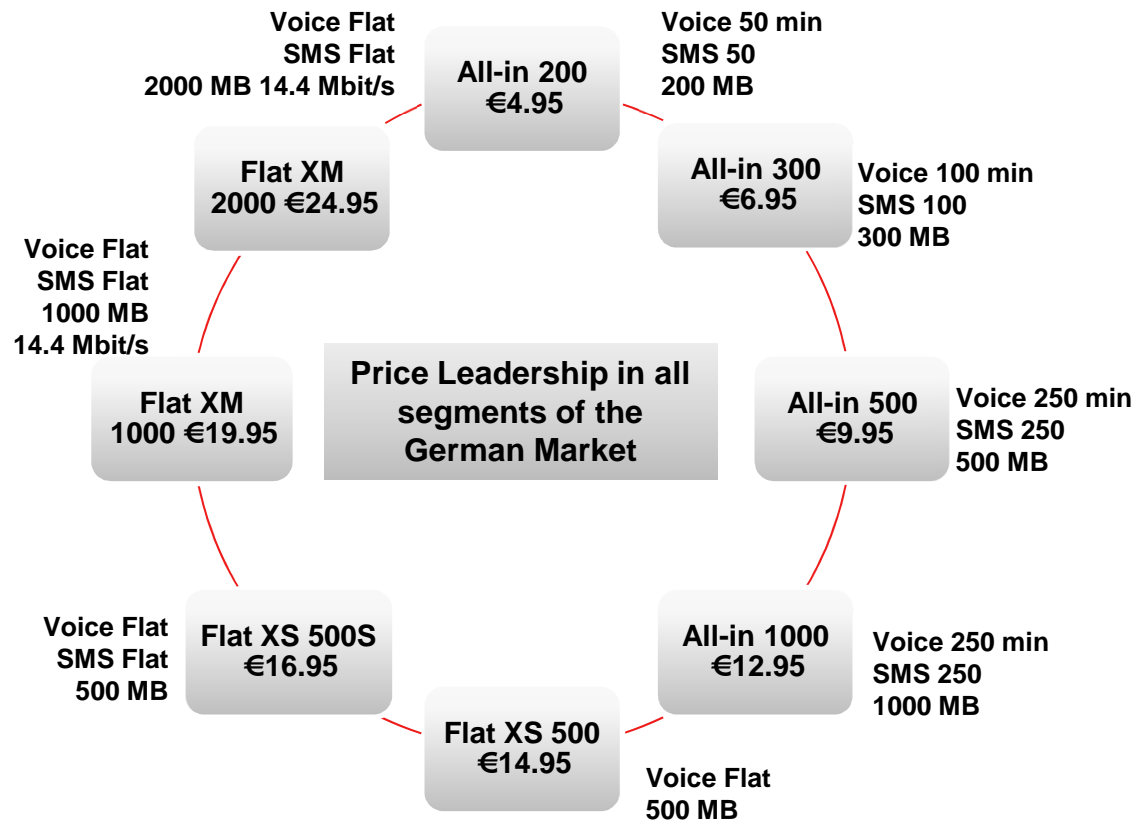 Voice Flat
SMS Flat
2000 MB 14.4 Mbit/s
All-in 200
€4.95
Voice 50 min
SMS 50
200 MB
All-in 300
€6.95
Voice 100 min
SMS 100
300 MB
Flat XM
2000 €24.95
Voice Flat
SMS Flat
1000 MB
14.4 Mbit/s
Flat XM
1000 €19.95
Price Leadership in all
segments of the
German Market
All-in 500
€9.95
Voice 250 min
SMS 250
500 MB
Voice Flat
SMS Flat
500 MB
Flat XS 500S
€16.95
All-in 1000
€12.95
Voice 250 min
SMS 250
1000 MB
Flat XS 500
€14.95
Voice Flat
500 MB